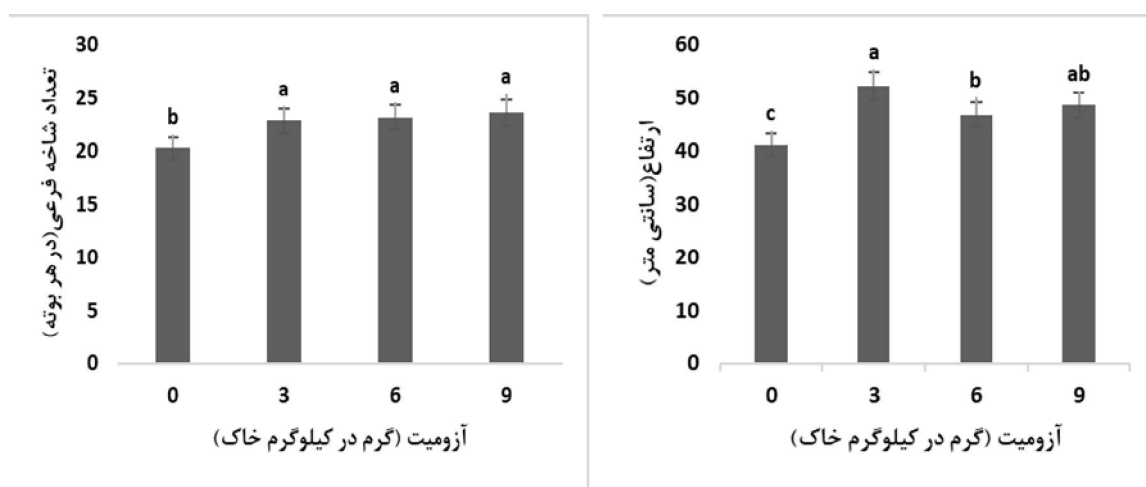 تعداد شاخه فرعی(در هر بوته)
30
25
20
15
10
5
0
b
a
a
a
0 3 6 9
آزومیت (گرم در کیلوگرم خاک)
ارتفاع(سانتی متر)
60
50
40
30
20
10
0
c
a
b
ab
0 3 6 9
آزومیت (گرم در کیلوگرم خاک)